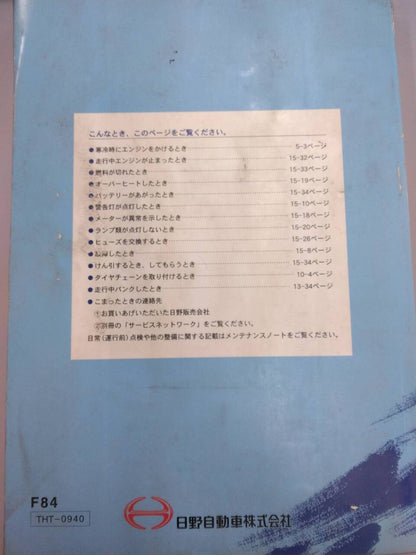 こんなとき、このページをご覧ください。
●寒冷時にエンジンをかけるとき 5-3ページ
●走行中エンジンが止まったとき 15-32ページ
●燃料が切れたとき 15-33ページ
●オーバーヒートしたとき 15-19ページ
●バッテリーがあがったとき 15-34ページ
●警告灯が点灯したとき 15-10ページ
●メーターが異常を示したとき 15-18ページ
●ランプ類が点灯しないとき 15-20ページ
●ヒューズを交換するとき 15-26ページ
●故障したとき 15-8ページ
●けん引するとき、してもらうとき 15-34ページ
●タイヤチェーンを取り付けるとき 10-4ページ
●走行中パンクしたとき 13-34ページ
●こまったときの連絡先
①お買いあげいただいた日野販売会社
②別冊の「サービスネットワーク」をご覧ください。
日常(運行前)点検や他の整備に関する記載はメンテナンスノートをご覧ください。
F84
THT-0940
日野自動車株式会社